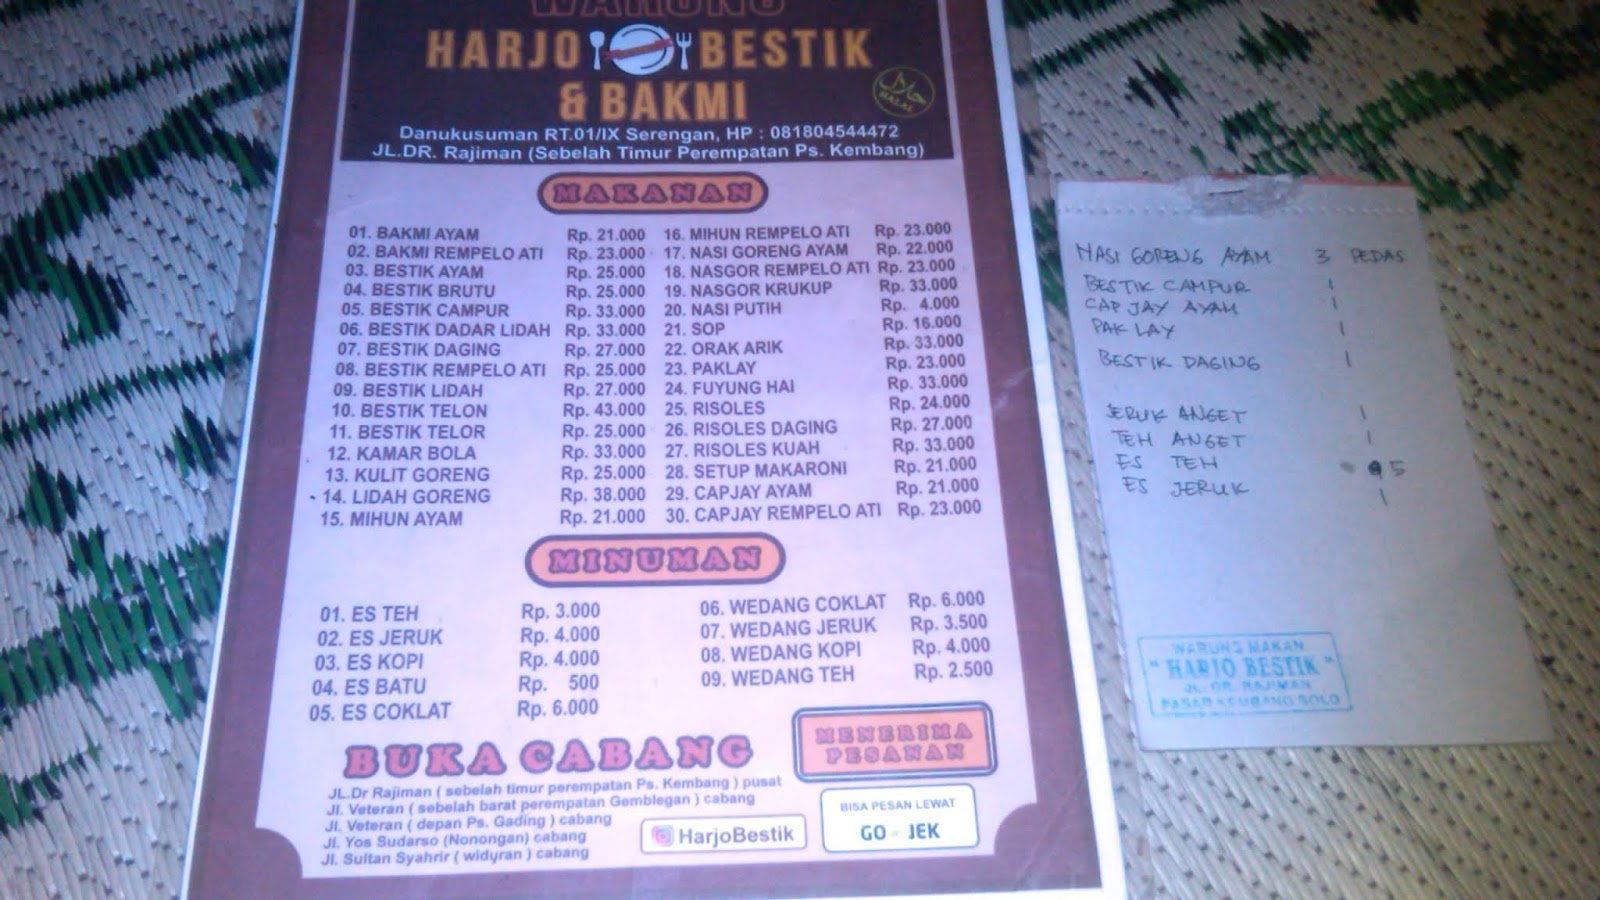 WARUNG
HARJO BESTIK
& BAKMI
HALAL
Danukusuman RT.01/IX Serengan, HP : 081804544472
JL.DR. Rajiman (Sebelah Timur Perempatan Ps. Kembang)
MAKANAN
01. BAKMI AYAM Rp. 21.000
02. BAKMI REMPELO ATI Rp. 23.000
03. BESTIK AYAM Rp. 25.000
04. BESTIK BRUTU Rp. 25.000
05. BESTIK CAMPUR Rp. 33.000
06. BESTIK DADAR LIDAH Rp. 33.000
07. BESTIK DAGING Rp. 27.000
08. BESTIK REMPELO ATI Rp. 25.000
09. BESTIK LIDAH Rp. 27.000
10. BESTIK TELON Rp. 43.000
11. BESTIK TELOR Rp. 25.000
12. KAMAR BOLA Rp. 33.000
13. KULIT GORENG Rp. 25.000
14. LIDAH GORENG Rp. 38.000
15. MIHUN AYAM Rp. 21.000
16. MIHUN REMPELO ATI Rp. 23.000
17. NASI GORENG AYAM Rp. 22.000
18. NASGOR REMPELO ATI Rp. 23.000
19. NASGOR KRUKUP Rp. 33.000
20. NASI PUTIH Rp. 4.000
21. SOP Rp. 16.000
22. ORAK ARIK Rp. 33.000
23. PAKLAY Rp. 23.000
24. FUYUNG HAI Rp. 33.000
25. RISOLES Rp. 24.000
26. RISOLES DAGING Rp. 27.000
27. RISOLES KUAH Rp. 33.000
28. SETUP MAKARONI Rp. 21.000
29. CAPJAY AYAM Rp. 21.000
30. CAPJAY REMPELO ATI Rp. 23.000
MINUMAN
01. ES TEH Rp. 3.000
02. ES JERUK Rp. 4.000
03. ES KOPI Rp. 4.000
04. ES BATU Rp. 500
05. ES COKLAT Rp. 6.000
06. WEDANG COKLAT Rp. 6.000
07. WEDANG JERUK Rp. 3.500
08. WEDANG KOPI Rp. 4.000
09. WEDANG TEH Rp. 2.500
BUKA CABANG
JL.Dr Rajiman ( sebelah timur perempatan Ps. Kembang ) pusat
Jl. Veteran ( sebelah barat perempatan Gemblegan ) cabang
Jl. Veteran ( depan Ps. Gading ) cabang
Jl. Yos Sudarso (Nonongan) cabang
Jl. Sultan Syahrir ( widuran ) cabang
MENERIMA
PESANAN
HarjoBestik
BISA PESAN LEWAT
GO - JEK
NASI GORENG AYAM 3 PEDAS
BESTIK CAMPUR 1
CAP JAY AYAM 1
PAK LAY 1
BESTIK DAGING 1
JERUK ANGET 1
TEH ANGET 1
ES TEH 5
ES JERUK 1
WARUNG MAKAN
"HARJO BESTIK"
JL. DR. RAJIMAN
PASAR KEMBANG SOLO